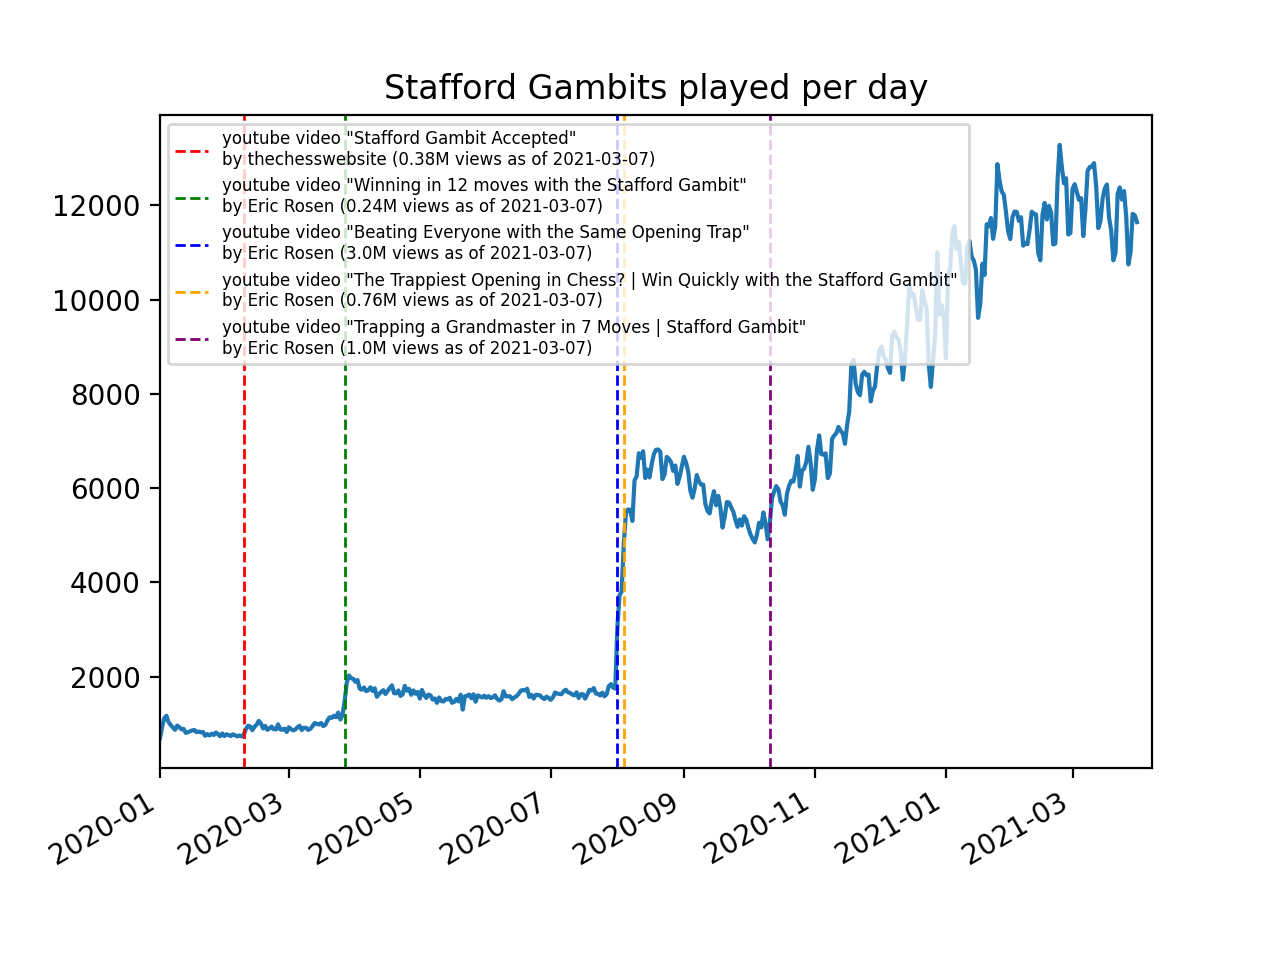 Stafford Gambits played per day
youtube video "Stafford Gambit Accepted"
by thechesswebsite (0.38M views as of 2021-03-07)
youtube video "Winning in 12 moves with the Stafford Gambit"
by Eric Rosen (0.24M views as of 2021-03-07)
youtube video "Beating Everyone with the Same Opening Trap"
by Eric Rosen (3.0M views as of 2021-03-07)
youtube video "The Trappiest Opening in Chess? | Win Quickly with the Stafford Gambit"
by Eric Rosen (0.76M views as of 2021-03-07)
youtube video "Trapping a Grandmaster in 7 Moves | Stafford Gambit"
by Eric Rosen (1.0M views as of 2021-03-07)
12000
10000
8000
6000
4000
2000
2020-01
2020-03
2020-05
2020-07
2020-09
2020-11
2021-01
2021-03